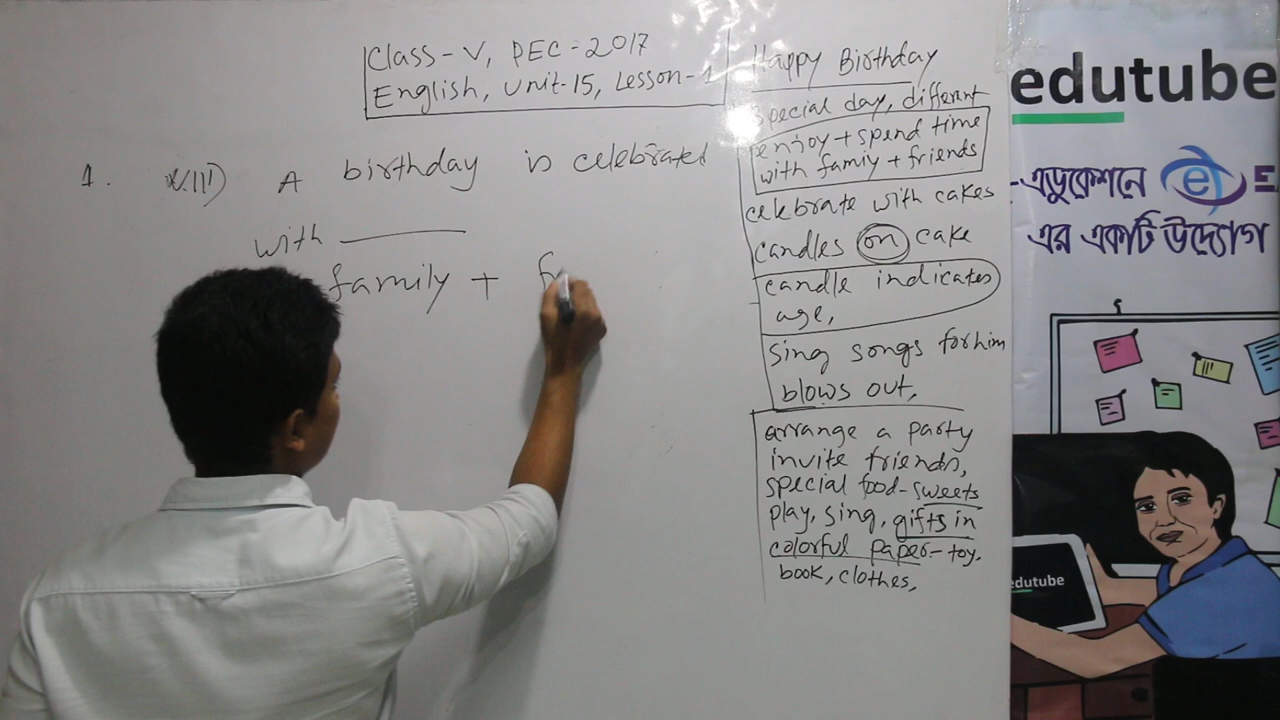 Class-V, PEC-2017
English, Unit-15, Lesson-1
1. viii) A birthday is celebrated
with
family + fr
Happy Birthday
special day, different
enjoy + spend time
with famiy + friends
celebrate with cakes
candles on cake
candle indicates
age,
sing songs for him
blows out,
arrange a party
invite friends,
special food-sweets
play, sing, gifts in
colorful paper-toy.
book, clothes,
edutube
-এডুকেশনে e E
এর একটি উদ্যোগ
edutube